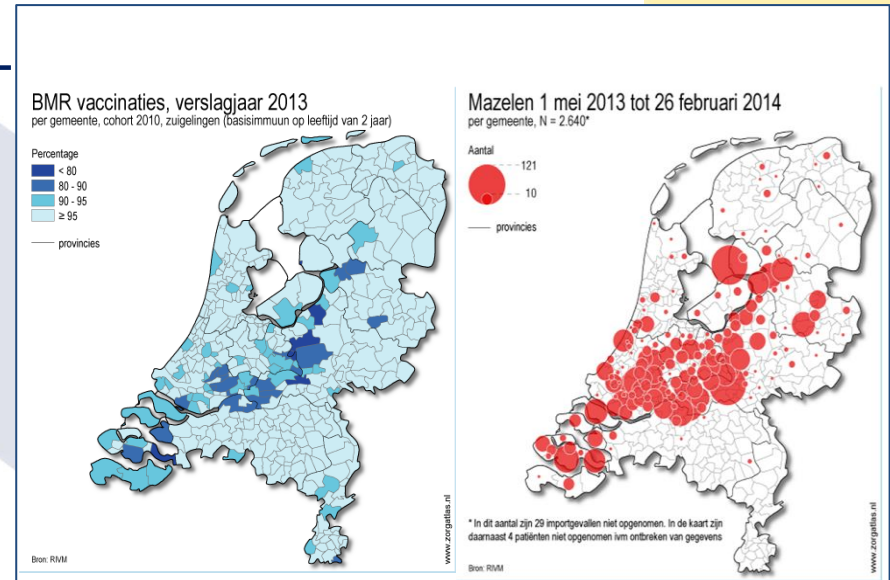 BMR vaccinaties, verslagjaar 2013
per gemeente, cohort 2010, zuigelingen (basisimmuun op leeftijd van 2 jaar)
Percentage
< 80
80 - 90
90 - 95
≥ 95
provincies
Bron: RIVM
www.zorgatlas.nl
Mazelen 1 mei 2013 tot 26 februari 2014
per gemeente, N = 2.640*
Aantal
121
10
provincies
* In dit aantal zijn 29 importgevallen niet opgenomen. In de kaart zijn
daarnaast 4 patiënten niet opgenomen ivm ontbreken van gegevens
Bron: RIVM
www.zorgatlas.nl